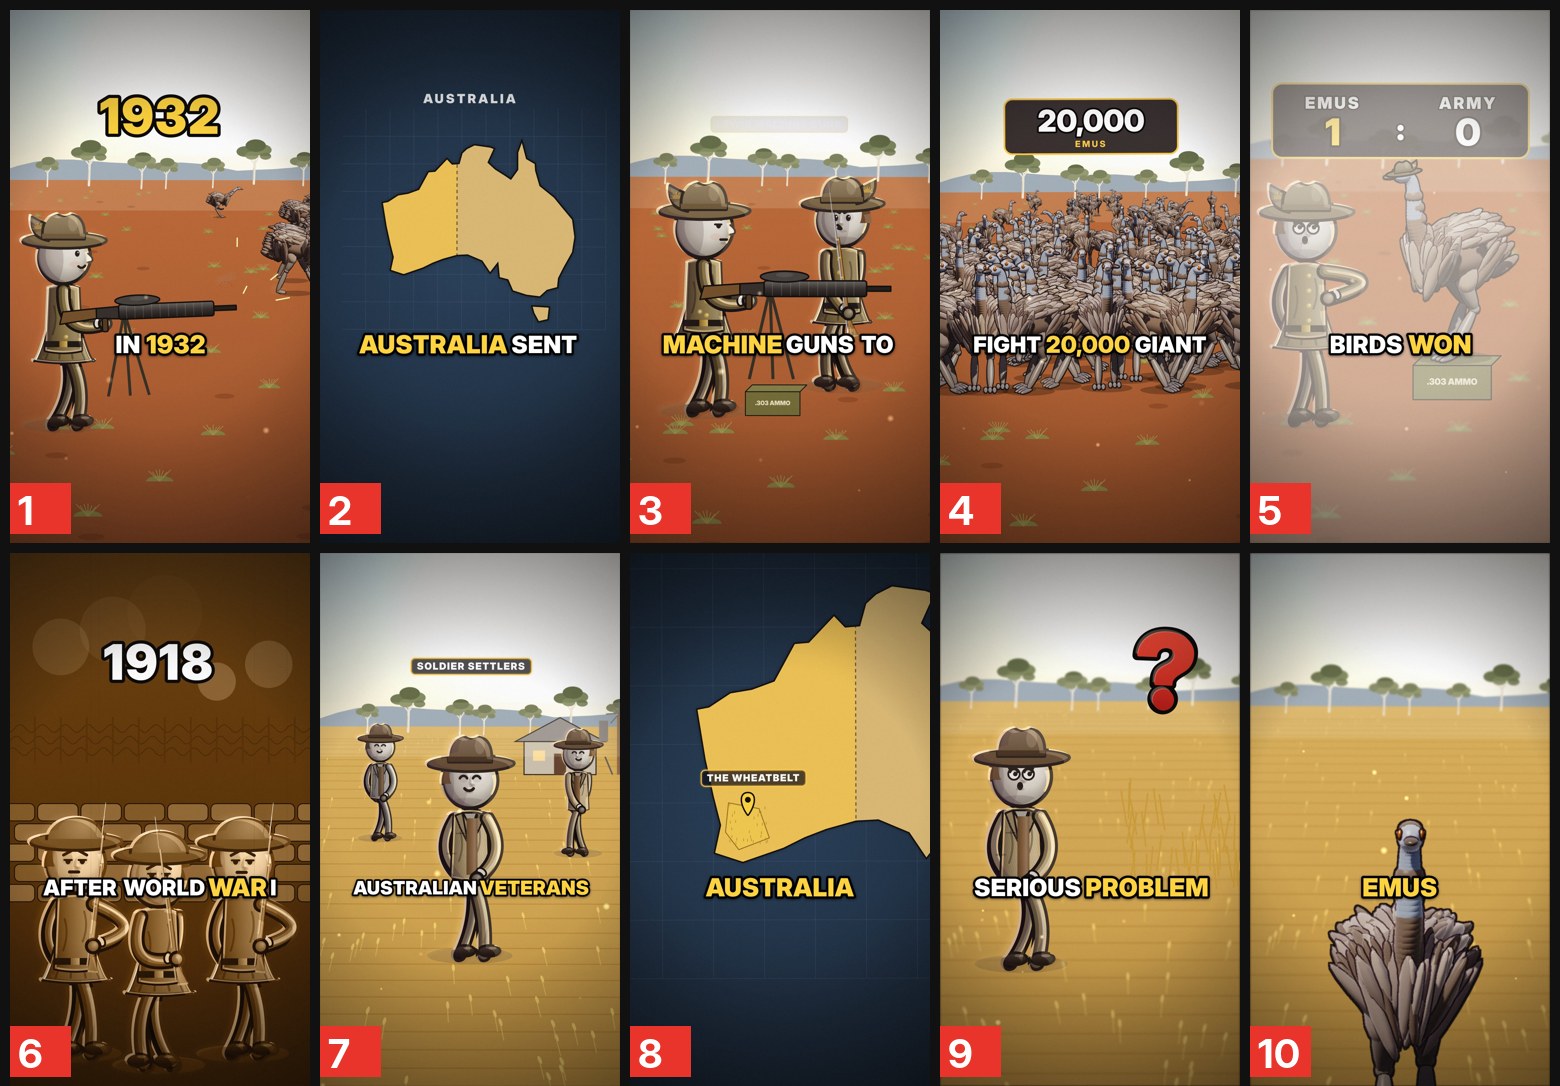 1932
IN 1932
1
AUSTRALIA
AUSTRALIA SENT
2
MACHINE GUNS TO
.303 AMMO
3
20,000
EMUS
FIGHT 20,000 GIANT
4
EMUS ARMY
1 : 0
BIRDS WON
.303 AMMO
5
1918
AFTER WORLD WAR I
6
SOLDIER SETTLERS
AUSTRALIAN VETERANS
7
THE WHEATBELT
AUSTRALIA
8
?
SERIOUS PROBLEM
9
EMUS
10